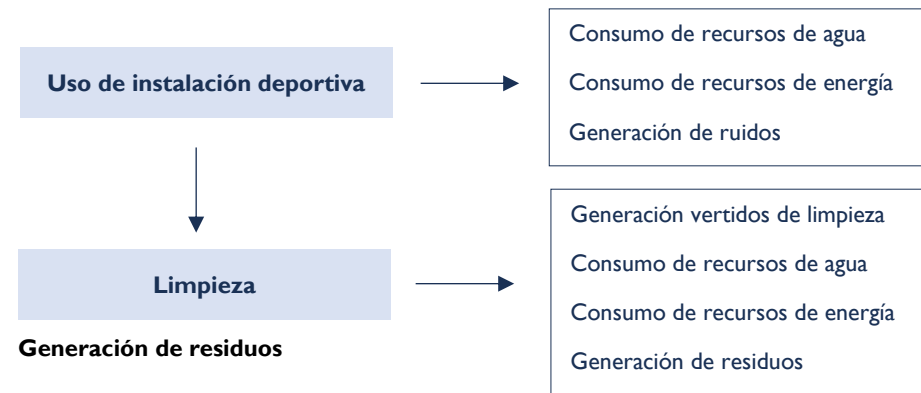 Uso de instalación deportiva
Consumo de recursos de agua
Consumo de recursos de energía
Generación de ruidos
Limpieza
Generación vertidos de limpieza
Consumo de recursos de agua
Consumo de recursos de energía
Generación de residuos
Generación de residuos